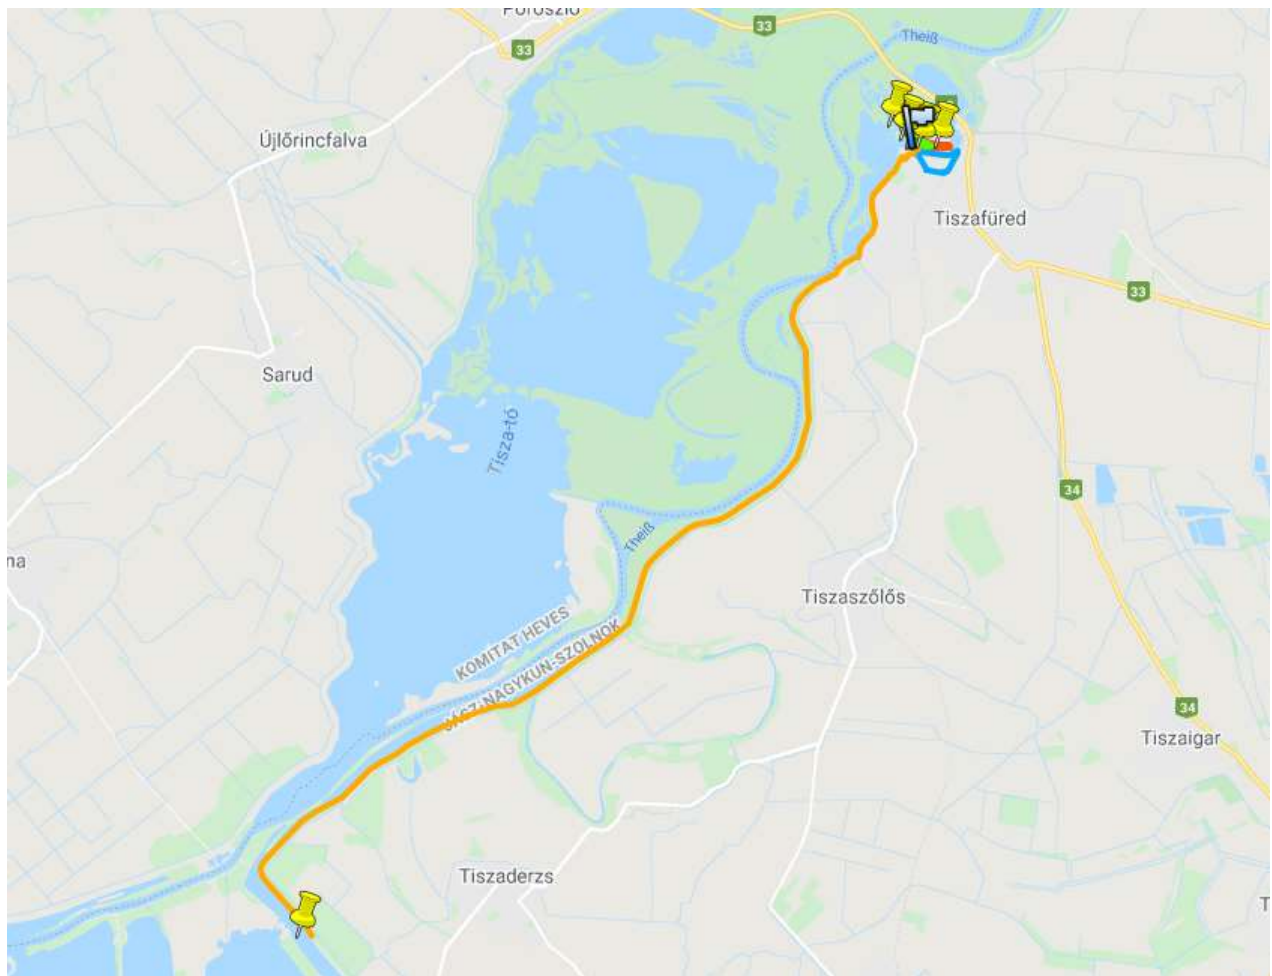 Poroszló
33
33
Theiß
Újlőrincfalva
Tiszafüred
33
Sarud
Tisza-tó
34
Theiß
na
Tiszaszőlős
KOMITAT HEVES
JÁSZ-NAGYKUN-SZOLNOK
34
Tiszaigar
Tiszaderzs
T